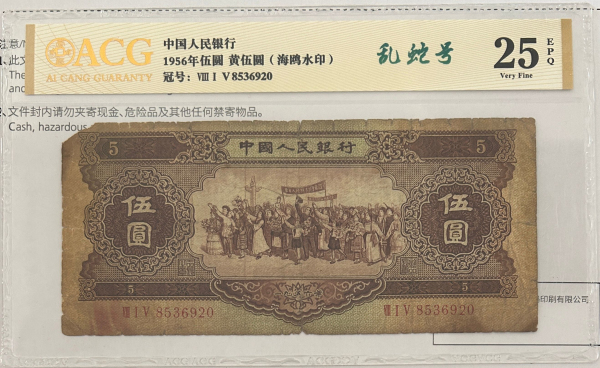 ACG
AI CANG GUARANTY
中国人民银行
1956年伍圓 黄伍圓(海鸥水印)
冠号: Ⅷ I V 8536920
乱蛇号
25
EPQ
Very Fine
The
and
、文件封内请勿夹寄现金、危险品及其他任何禁寄物品。
Cash, hazardous
5
中國人民銀行
5
伍圓
伍圓
5
5
Ⅷ I V 8536920
Ⅷ I V 8536920
印刷有限公司